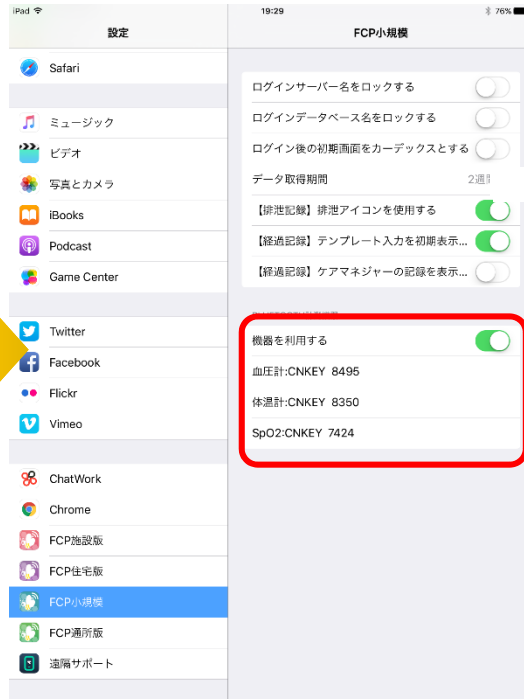 iPad
19:29
76%
設定
FCP小規模
Safari
ミュージック
ビデオ
写真とカメラ
iBooks
Podcast
Game Center
Twitter
Facebook
Flickr
Vimeo
ChatWork
Chrome
FCP施設版
FCP住宅版
FCP小規模
FCP通所版
遠隔サポート
ログインサーバー名をロックする
ログインデータベース名をロックする
ログイン後の初期画面をカーデックスとする
データ取得期間
2週
【排泄記録】排泄アイコンを使用する
【経過記録】テンプレート入力を初期表示...
【経過記録】ケアマネジャーの記録を表示...
機器を利用する
血圧計:CNKEY 8495
体温計:CNKEY 8350
SpO2:CNKEY 7424